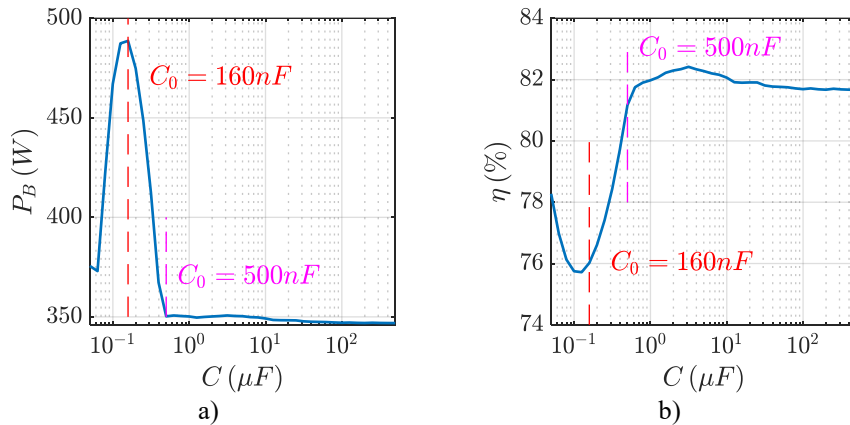 500
450
400
350
P_B (W)
C_0 = 160nF
C_0 = 500nF
10^{-1} 10^0 10^1 10^2
C (μF)
a)
84
82
80
78
76
74
η (%)
C_0 = 500nF
C_0 = 160nF
10^{-1} 10^0 10^1 10^2
C (μF)
b)